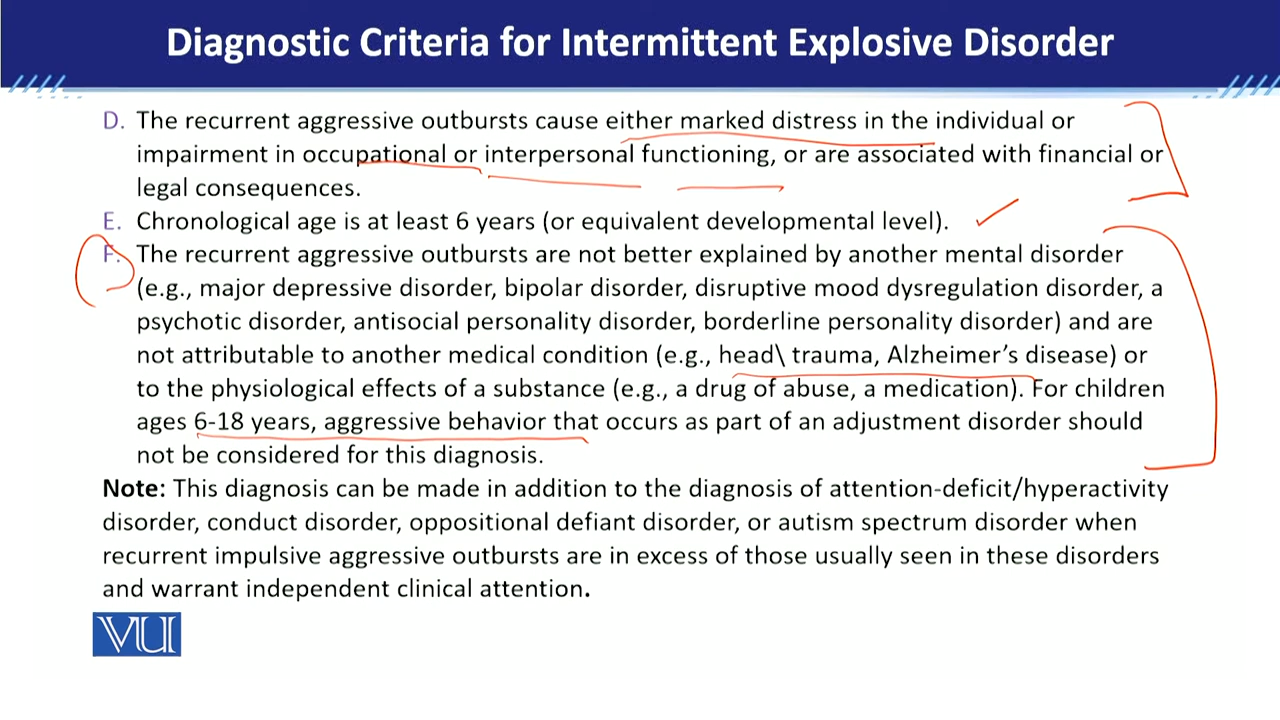 Diagnostic Criteria for Intermittent Explosive Disorder
D. The recurrent aggressive outbursts cause either marked distress in the individual or
impairment in occupational or interpersonal functioning, or are associated with financial or
legal consequences.
E. Chronological age is at least 6 years (or equivalent developmental level).
F. The recurrent aggressive outbursts are not better explained by another mental disorder
(e.g., major depressive disorder, bipolar disorder, disruptive mood dysregulation disorder, a
psychotic disorder, antisocial personality disorder, borderline personality disorder) and are
not attributable to another medical condition (e.g., head\ trauma, Alzheimer's disease) or
to the physiological effects of a substance (e.g., a drug of abuse, a medication). For children
ages 6-18 years, aggressive behavior that occurs as part of an adjustment disorder should
not be considered for this diagnosis.
Note: This diagnosis can be made in addition to the diagnosis of attention-deficit/hyperactivity
disorder, conduct disorder, oppositional defiant disorder, or autism spectrum disorder when
recurrent impulsive aggressive outbursts are in excess of those usually seen in these disorders
and warrant independent clinical attention.
VU